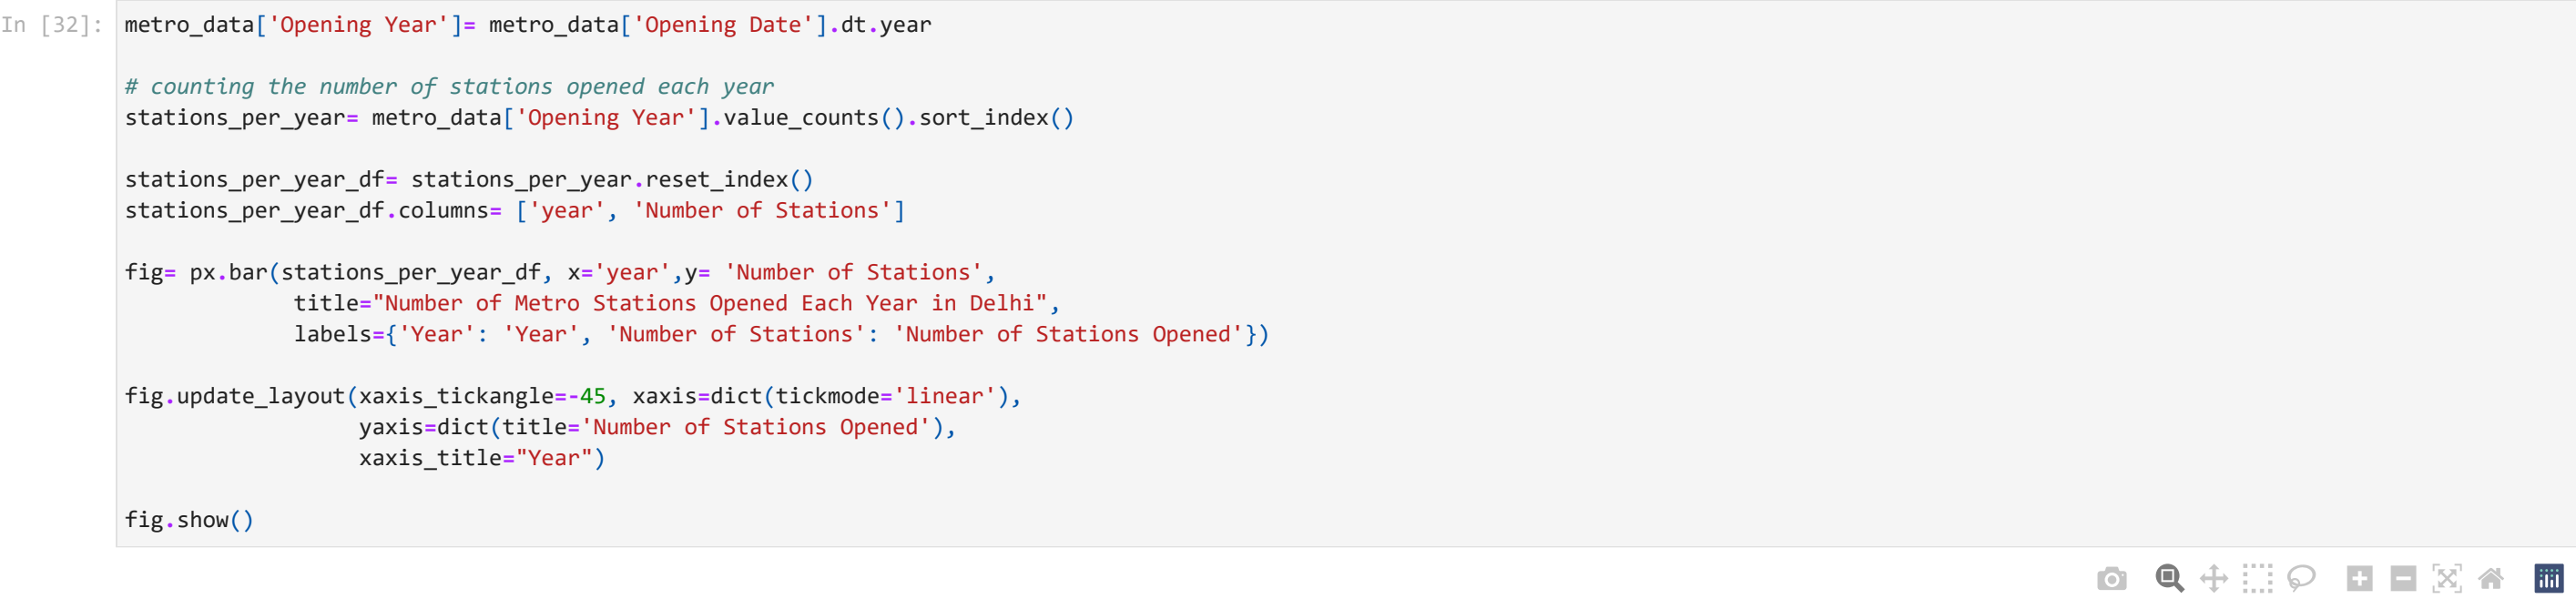 In [32]: metro_data['Opening Year']= metro_data['Opening Date'].dt.year
# counting the number of stations opened each year
stations_per_year= metro_data['Opening Year'].value_counts().sort_index()
stations_per_year_df= stations_per_year.reset_index()
stations_per_year_df.columns= ['year', 'Number of Stations']
fig= px.bar(stations_per_year_df, x='year',y= 'Number of Stations',
title="Number of Metro Stations Opened Each Year in Delhi",
labels={'Year': 'Year', 'Number of Stations': 'Number of Stations Opened'})
fig.update_layout(xaxis_tickangle=-45, xaxis=dict(tickmode='linear'),
yaxis=dict(title='Number of Stations Opened'),
xaxis_title="Year")
fig.show()